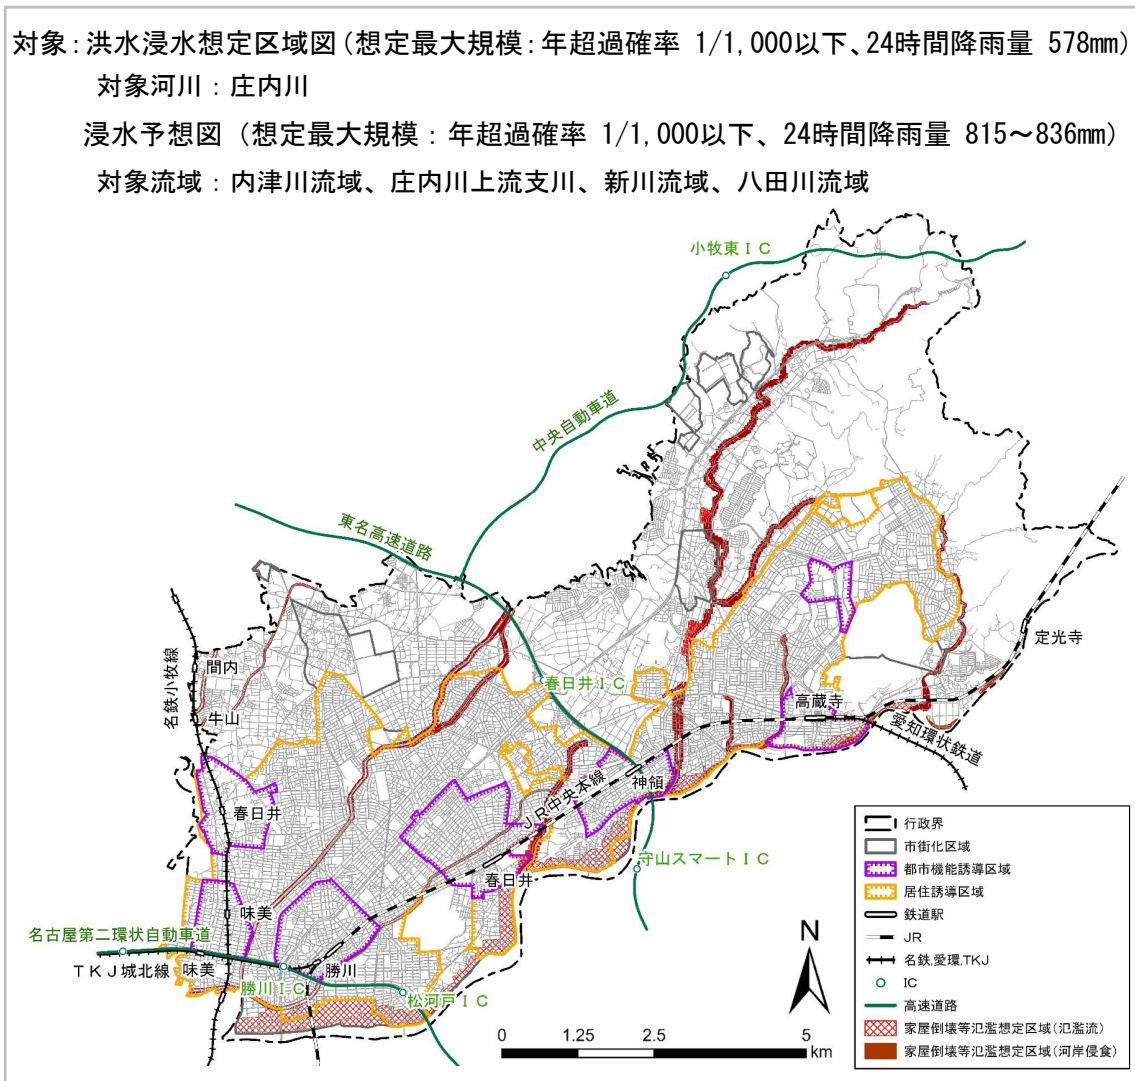 対象：洪水浸水想定区域図（想定最大規模：年超過確率 1/1,000以下、24時間降雨量 578mm）
対象河川：庄内川
浸水予想図（想定最大規模：年超過確率 1/1,000以下、24時間降雨量 815～836mm）
対象流域：内津川流域、庄内川上流支川、新川流域、八田川流域
小牧東ＩＣ
中央自動車道
東名高速道路
名鉄小牧線
間内
牛山
春日井ＩＣ
定光寺
高蔵寺
愛知環状鉄道
ＪＲ中央本線
神領
春日井
守山スマートＩＣ
春日井
味美
名古屋第二環状自動車道
ＴＫＪ城北線
味美
勝川
勝川ＩＣ
松河戸ＩＣ
N
0 1.25 2.5 5
km
行政界
市街化区域
都市機能誘導区域
居住誘導区域
鉄道駅
JR
名鉄,愛環,TKJ
IC
高速道路
家屋倒壊等氾濫想定区域(氾濫流)
家屋倒壊等氾濫想定区域(河岸侵食)